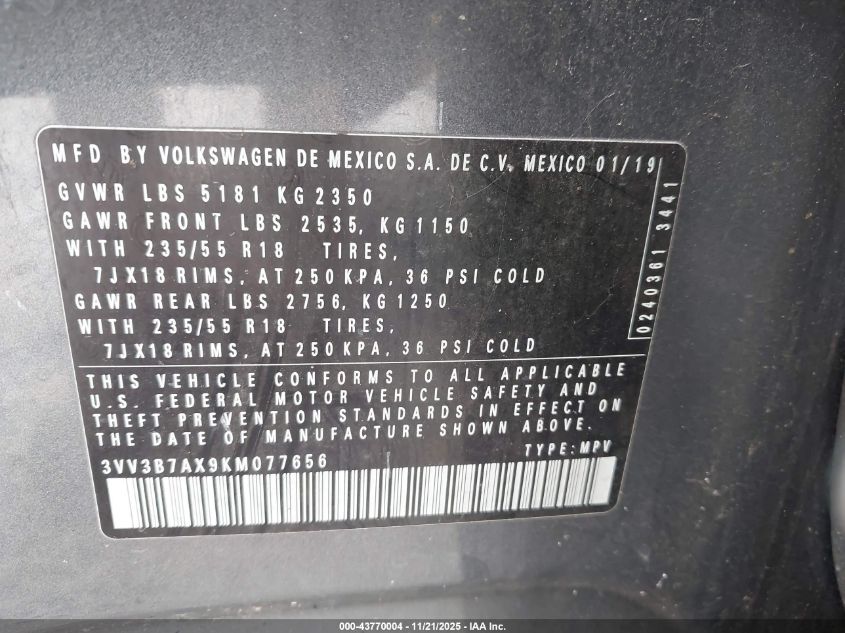 MFD BY VOLKSWAGEN DE MEXICO S.A. DE C.V. MEXICO 01/19
GVWR LBS 5181 KG 2350
GAWR FRONT LBS 2535, KG 1150
WITH 235/55 R18 TIRES,
7JX18 RIMS, AT 250 KPA, 36 PSI COLD
GAWR REAR LBS 2756, KG 1250
WITH 235/55 R18 TIRES,
7JX18 RIMS, AT 250 KPA, 36 PSI COLD
0240361 3441
THIS VEHICLE CONFORMS TO ALL APPLICABLE
U.S. FEDERAL MOTOR VEHICLE SAFETY AND
THEFT PREVENTION STANDARDS IN EFFECT ON
THE DATE OF MANUFACTURE SHOWN ABOVE.
3VV3B7AX9KM077656 TYPE: MPV
000-43770004 - 11/21/2025 - IAA Inc.